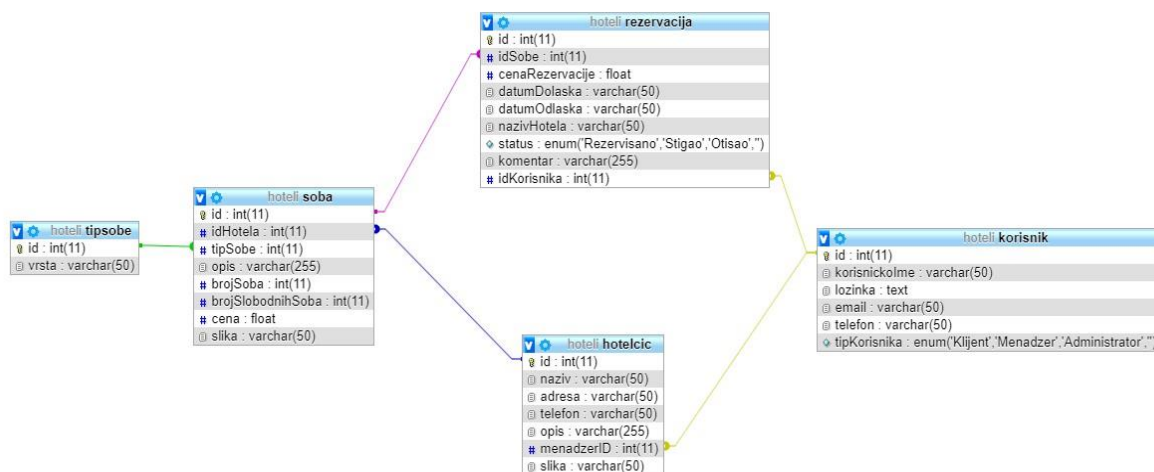 hoteli rezervacija
id : int(11)
idSobe : int(11)
cenaRezervacije : float
datumDolaska : varchar(50)
datumOdlaska : varchar(50)
nazivHotela : varchar(50)
status : enum('Rezervisano','Stigao','Otisao','')
komentar : varchar(255)
idKorisnika : int(11)
hoteli soba
id : int(11)
idHotela : int(11)
tipSobe : int(11)
opis : varchar(255)
brojSoba : int(11)
brojSlobodnihSoba : int(11)
cena : float
slika : varchar(50)
hoteli tipsobe
id : int(11)
vrsta : varchar(50)
hoteli korisnik
id : int(11)
korisnickoIme : varchar(50)
lozinka : text
email : varchar(50)
telefon : varchar(50)
tipKorisnika : enum('Klijent','Menadzer','Administrator','')
hoteli hotelcic
id : int(11)
naziv : varchar(50)
adresa : varchar(50)
telefon : varchar(50)
opis : varchar(255)
menadzerID : int(11)
slika : varchar(50)